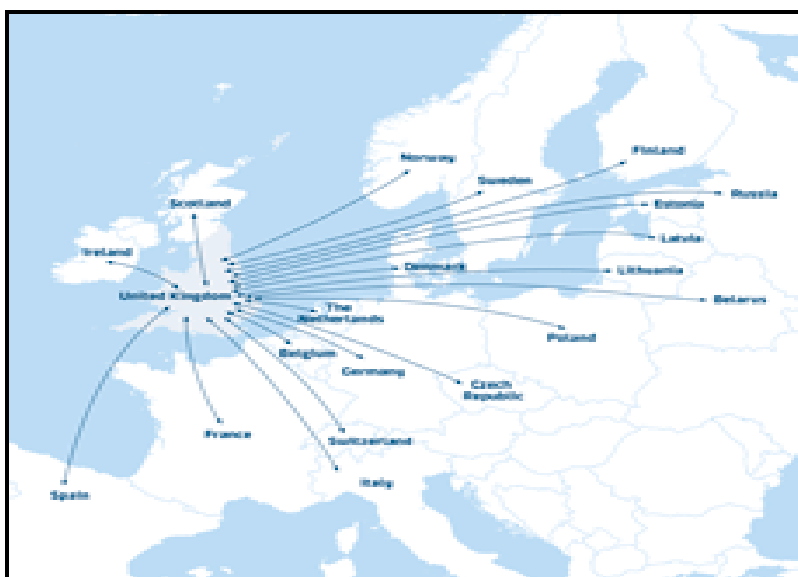 Norway
Finland
Sweden
Russia
Scotland
Estonia
Latvia
Ireland
Denmark
Lithuania
United Kingdom
Belarus
The
Netherlands
Poland
Belgium
Germany
Czech
Republic
France
Switzerland
Italy
Spain